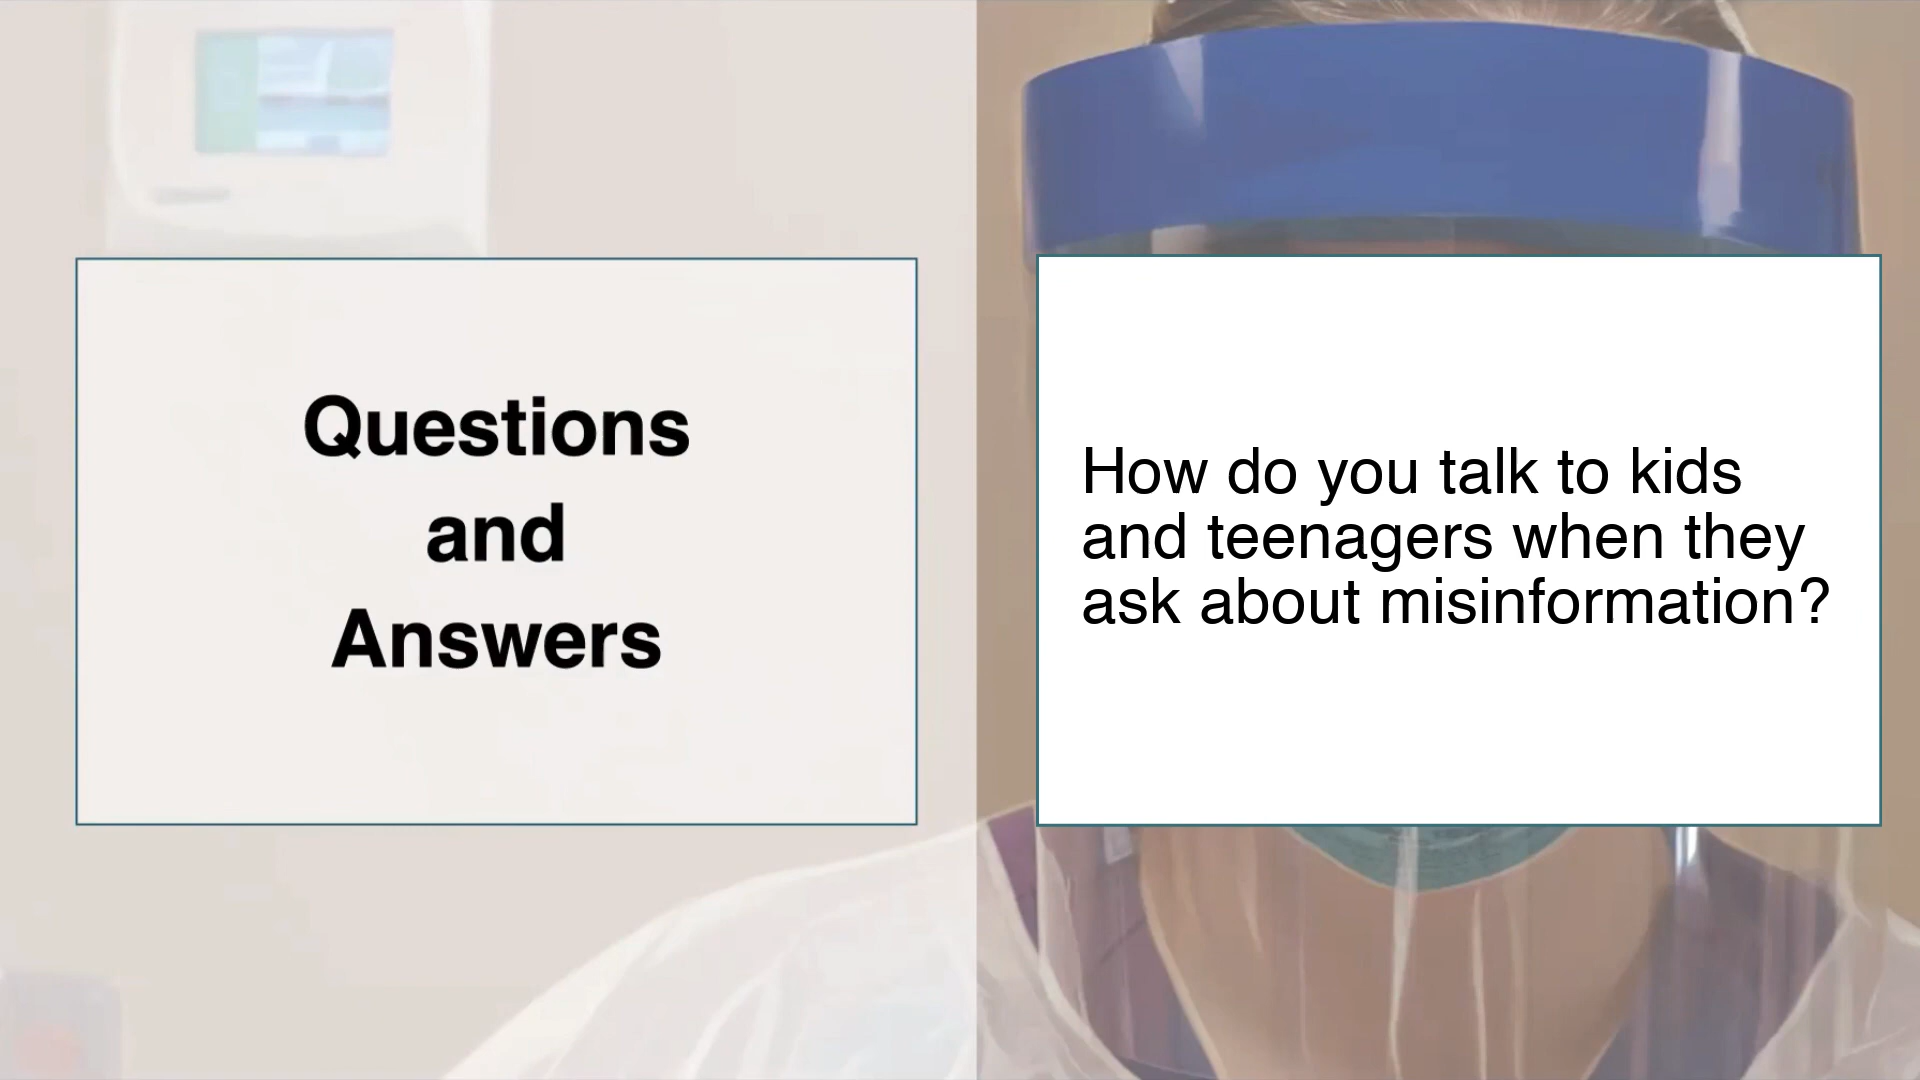 Questions
and
Answers
How do you talk to kids
and teenagers when they
ask about misinformation?